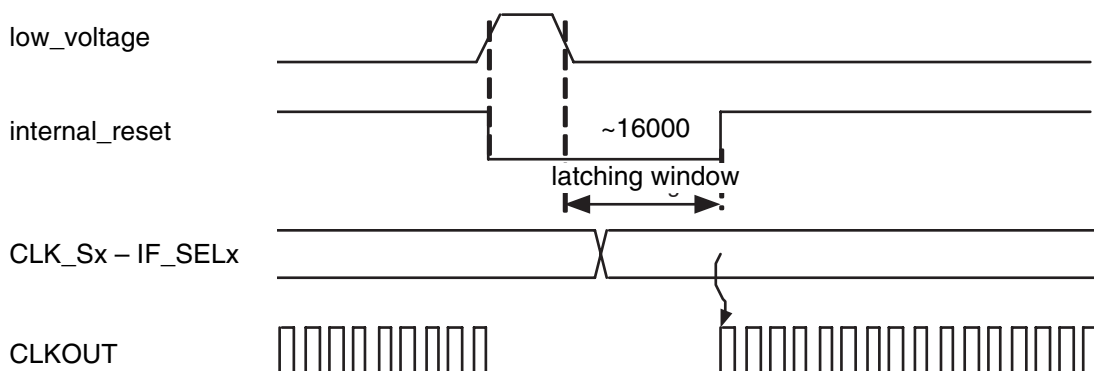 low_voltage
internal_reset
~16000
latching window
CLK_Sx – IF_SELx
CLKOUT